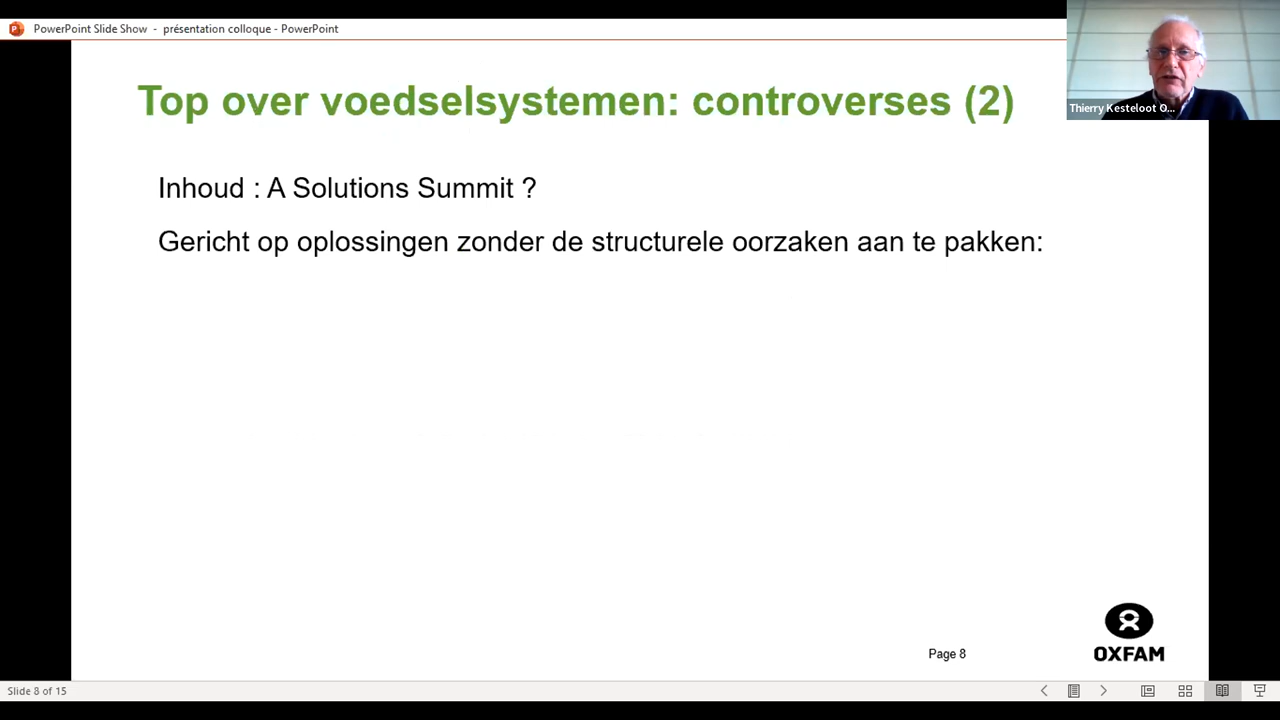 PowerPoint Slide Show - présentation colloque - PowerPoint
Thierry Kesteloot O...
Top over voedselsystemen: controverses (2)
Inhoud : A Solutions Summit ?
Gericht op oplossingen zonder de structurele oorzaken aan te pakken:
Page 8
OXFAM
Slide 8 of 15